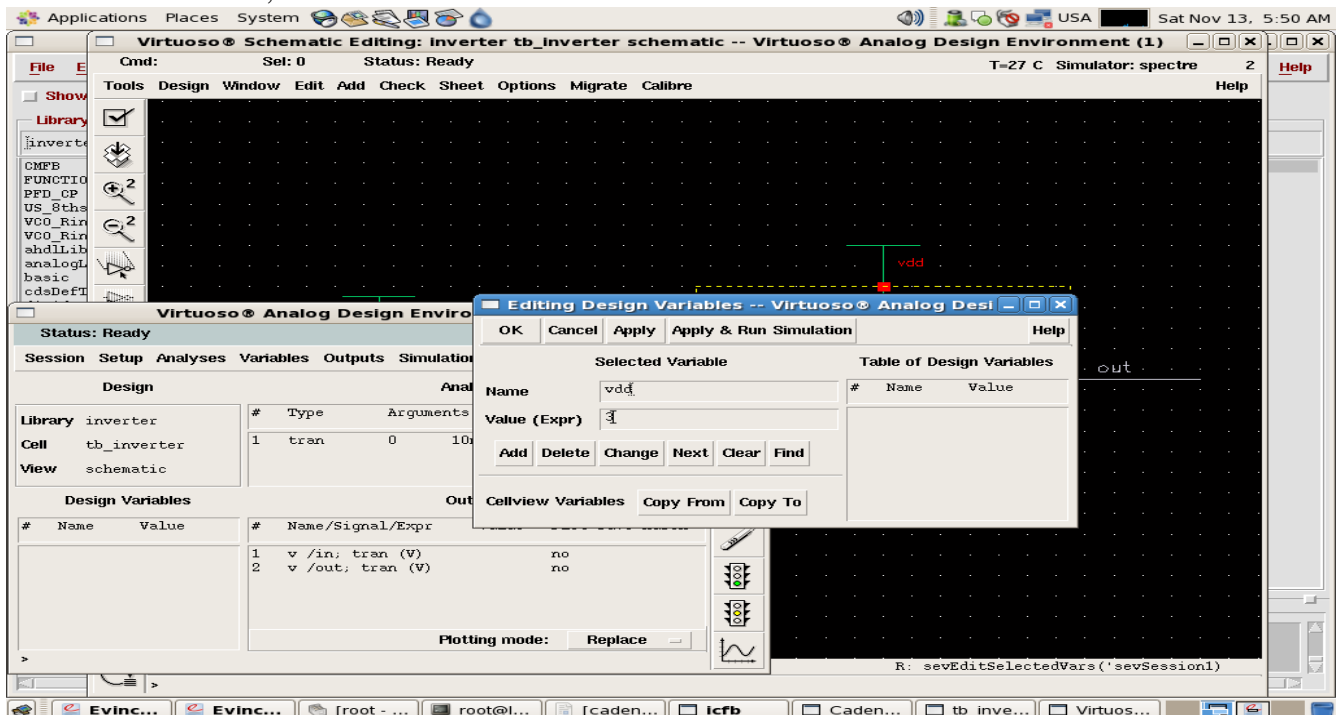 Applications Places System USA Sat Nov 13, 5:50 AM
Virtuoso® Schematic Editing: inverter tb_inverter schematic -- Virtuoso® Analog Design Environment (1)
File E Cmd: Sel: 0 Status: Ready T=27 C Simulator: spectre 2 Help
Tools Design Window Edit Add Check Sheet Options Migrate Calibre Help
Show
Library
inverte
CMFB
FUNCTIO
PFD_CP
US_8ths
VCO_Rin
VCO_Rin
ahdlLib
analogL
basic
cdsDefT
2
2
vdd
out
Virtuoso® Analog Design Enviro
Status: Ready
Session Setup Analyses Variables Outputs Simulation
Design Anal
Library inverter
Cell tb_inverter
View schematic
# Type Arguments
1 tran 0 10
Design Variables Out
# Name Value # Name/Signal/Expr
1 v /in; tran (V) no
2 v /out; tran (V) no
Plotting mode: Replace
>
Editing Design Variables -- Virtuoso® Analog Desi
OK Cancel Apply Apply & Run Simulation Help
Selected Variable Table of Design Variables
Name vdd # Name Value
Value (Expr) 3
Add Delete Change Next Clear Find
Cellview Variables Copy From Copy To
R: sevEditSelectedVars('sevSession1)
>
Evinc... Evinc... [root - ... root@l... [caden... icfb Caden... tb_inve... Virtuos...